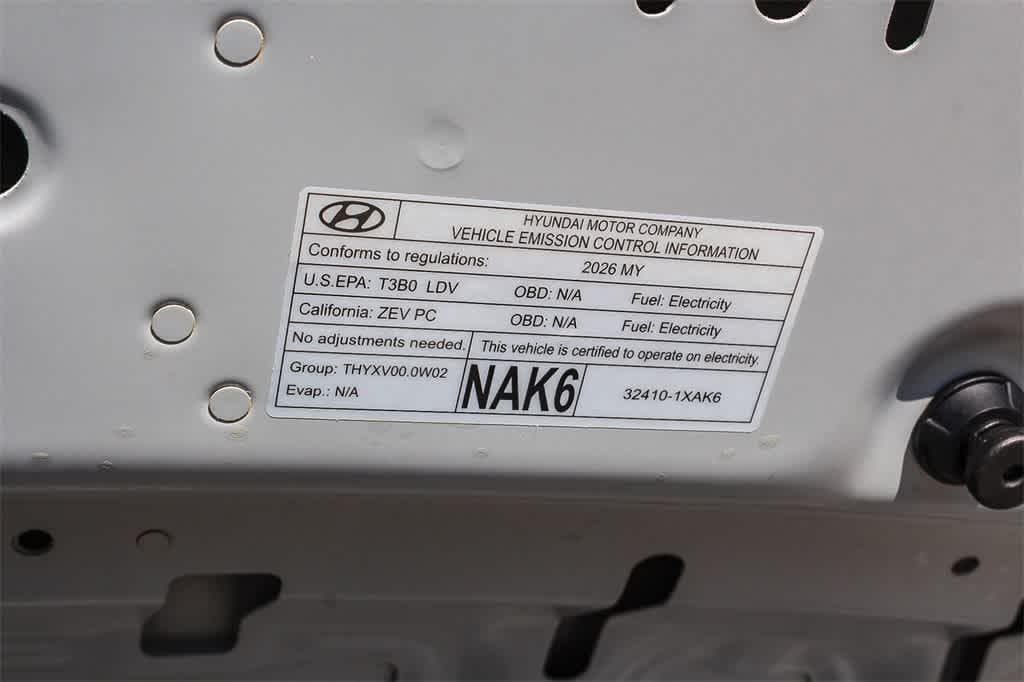 HYUNDAI MOTOR COMPANY
VEHICLE EMISSION CONTROL INFORMATION
Conforms to regulations: 2026 MY
U.S.EPA: T3B0 LDV OBD: N/A Fuel: Electricity
California: ZEV PC OBD: N/A Fuel: Electricity
No adjustments needed. This vehicle is certified to operate on electricity.
Group: THYXV00.0W02
Evap.: N/A
NAK6
32410-1XAK6